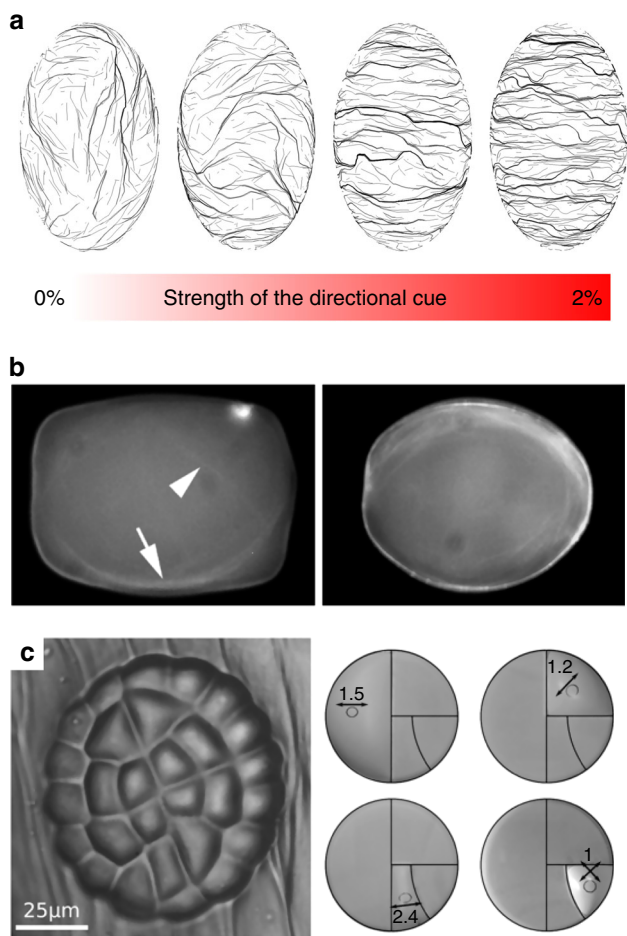 a
0%
Strength of the directional cue
2%
b
c
25μm
1.5
1.2
2.4
1